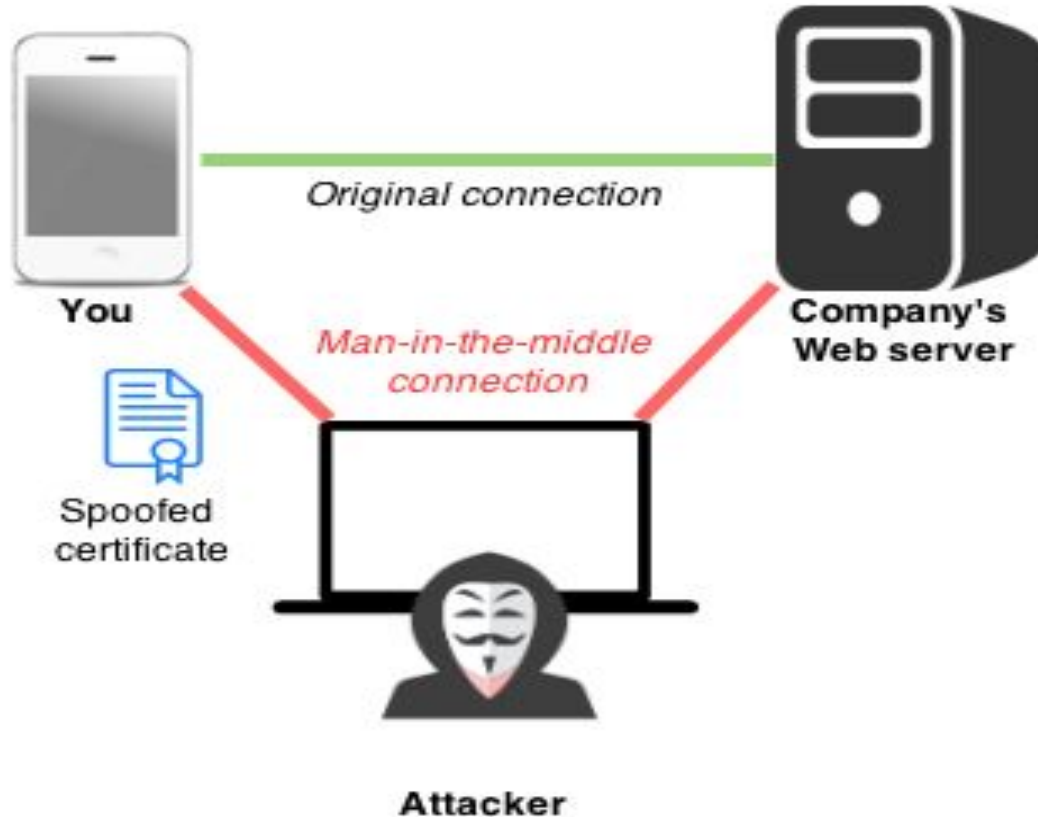 Original connection
You
Company's
Web server
Man-in-the-middle
connection
Spoofed
certificate
Attacker